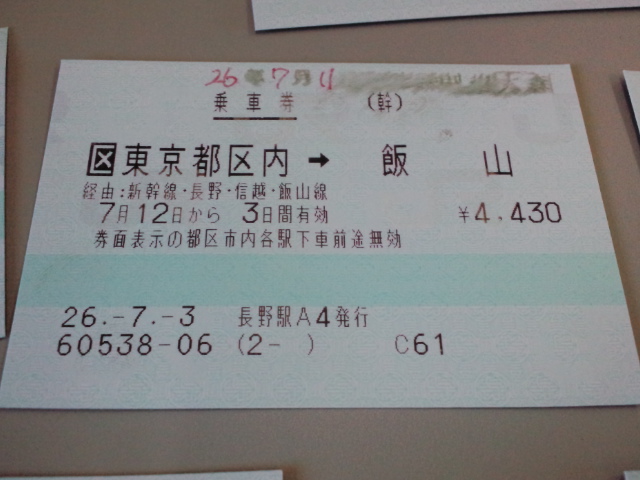 26年7月11
乗車券 (幹)
区東京都区内 → 飯山
経由:新幹線・長野・信越・飯山線
7月12日から 3日間有効 ¥4,430
券面表示の都区市内各駅下車前途無効
26.-7.-3 長野駅A4発行
60538-06 (2- ) C61